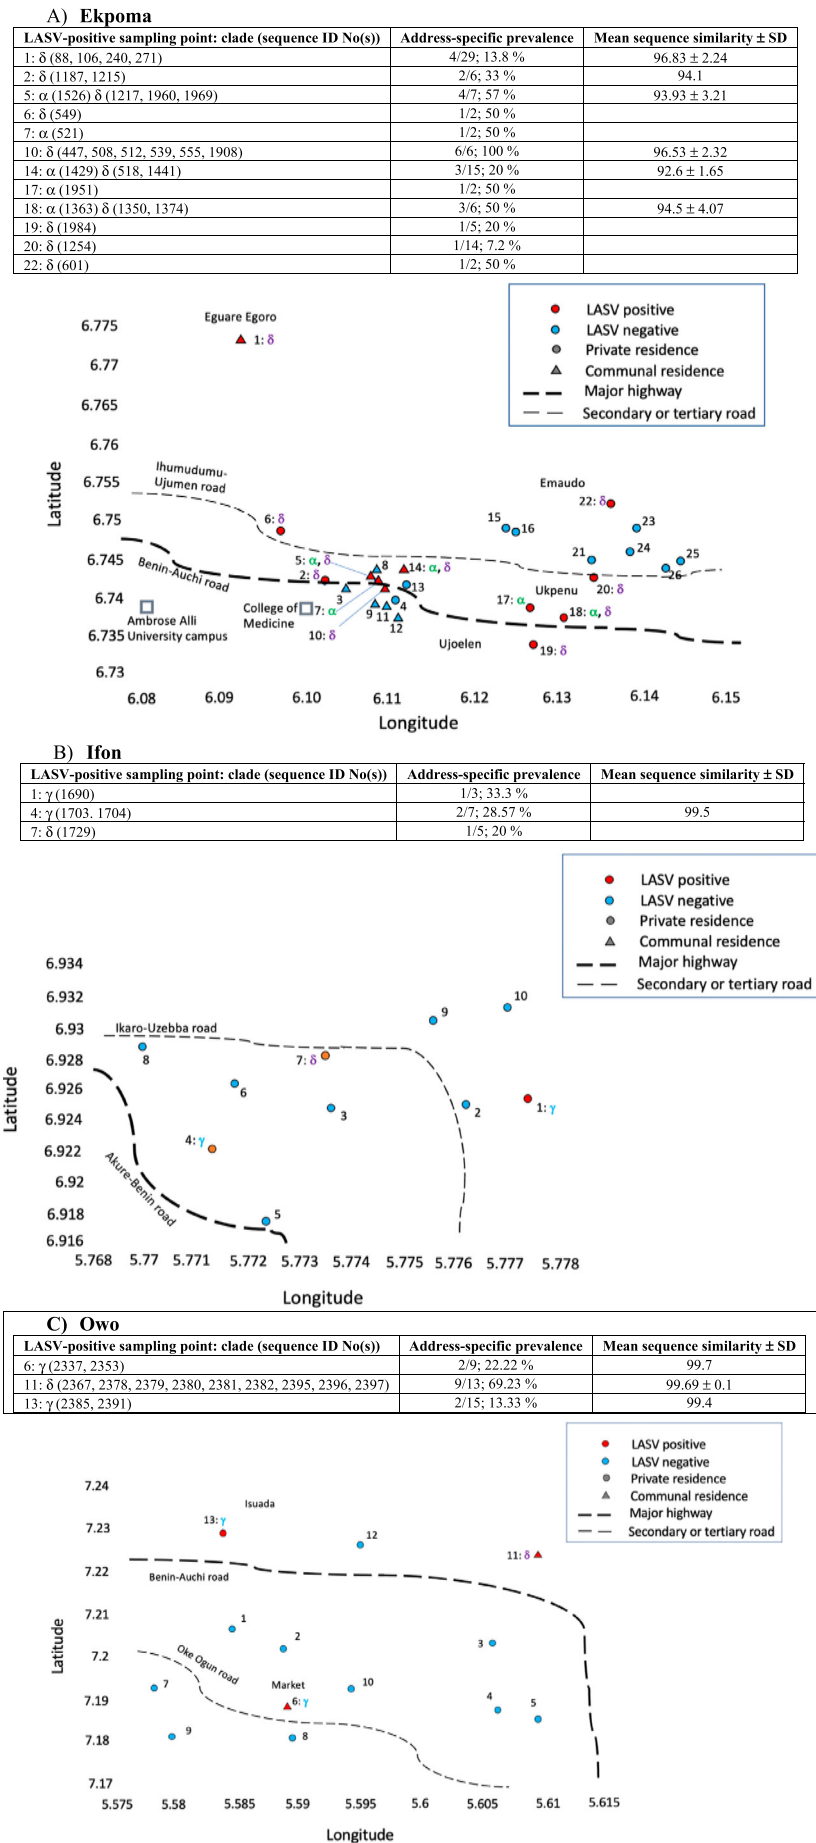 A) Ekpoma
LASV-positive sampling point: clade (sequence ID No(s)) Address-specific prevalence Mean sequence similarity ± SD
1: δ (88, 106, 240, 271) 4/29; 13.8 % 96.83 ± 2.24
2: δ (1187, 1215) 2/6; 33 % 94.1
5: α (1526) δ (1217, 1960, 1969) 4/7; 57 % 93.93 ± 3.21
6: δ (549) 1/2; 50 %
7: α (521) 1/2; 50 %
10: δ (447, 508, 512, 539, 555, 1908) 6/6; 100 % 96.53 ± 2.32
14: α (1429) δ (518, 1441) 3/15; 20 % 92.6 ± 1.65
17: α (1951) 1/2; 50 %
18: α (1363) δ (1350, 1374) 3/6; 50 % 94.5 ± 4.07
19: δ (1984) 1/5; 20 %
20: δ (1254) 1/14; 7.2 %
22: δ (601) 1/2; 50 %
LASV positive
LASV negative
Private residence
Communal residence
Major highway
Secondary or tertiary road
Eguare Egoro
1: δ
6.775
6.77
6.765
6.76
6.755
6.75
6.745
6.74
6.735
6.73
Latitude
Ihumudumu-
Ujumen road
Emaudo
22: δ
6: δ
15
16
23
5: α, δ
8
14: α, δ
21
24
25
26
Benin-Auchi road
2: δ
13
20: δ
3
Ukpenu
17: α
18: α, δ
Ambrose Alli
University campus
College of
Medicine
7: α
9
11
4
12
10: δ
Ujoelen
19: δ
6.08 6.09 6.10 6.11 6.12 6.13 6.14 6.15
Longitude
B) Ifon
LASV-positive sampling point: clade (sequence ID No(s)) Address-specific prevalence Mean sequence similarity ± SD
1: γ (1690) 1/3; 33.3 %
4: γ (1703. 1704) 2/7; 28.57 % 99.5
7: δ (1729) 1/5; 20 %
LASV positive
LASV negative
Private residence
Communal residence
Major highway
Secondary or tertiary road
6.934
6.932
6.93
6.928
6.926
6.924
6.922
6.92
6.918
6.916
Latitude
10
9
Ikaro-Uzebba road
8
7: δ
6
3
2
1: γ
4: γ
Akure-Benin road
5
5.768 5.77 5.771 5.772 5.773 5.774 5.775 5.776 5.777 5.778
Longitude
C) Owo
LASV-positive sampling point: clade (sequence ID No(s)) Address-specific prevalence Mean sequence similarity ± SD
6: γ (2337, 2353) 2/9; 22.22 % 99.7
11: δ (2367, 2378, 2379, 2380, 2381, 2382, 2395, 2396, 2397) 9/13; 69.23 % 99.69 ± 0.1
13: γ (2385, 2391) 2/15; 13.33 % 99.4
LASV positive
LASV negative
Private residence
Communal residence
Major highway
Secondary or tertiary road
7.24
7.23
7.22
7.21
7.2
7.19
7.18
7.17
Latitude
Isuada
13: γ
12
11: δ
Benin-Auchi road
1
2
3
Oke Ogun road
7
Market
6: γ
10
4
5
9
8
5.575 5.58 5.585 5.59 5.595 5.6 5.605 5.61 5.615
Longitude